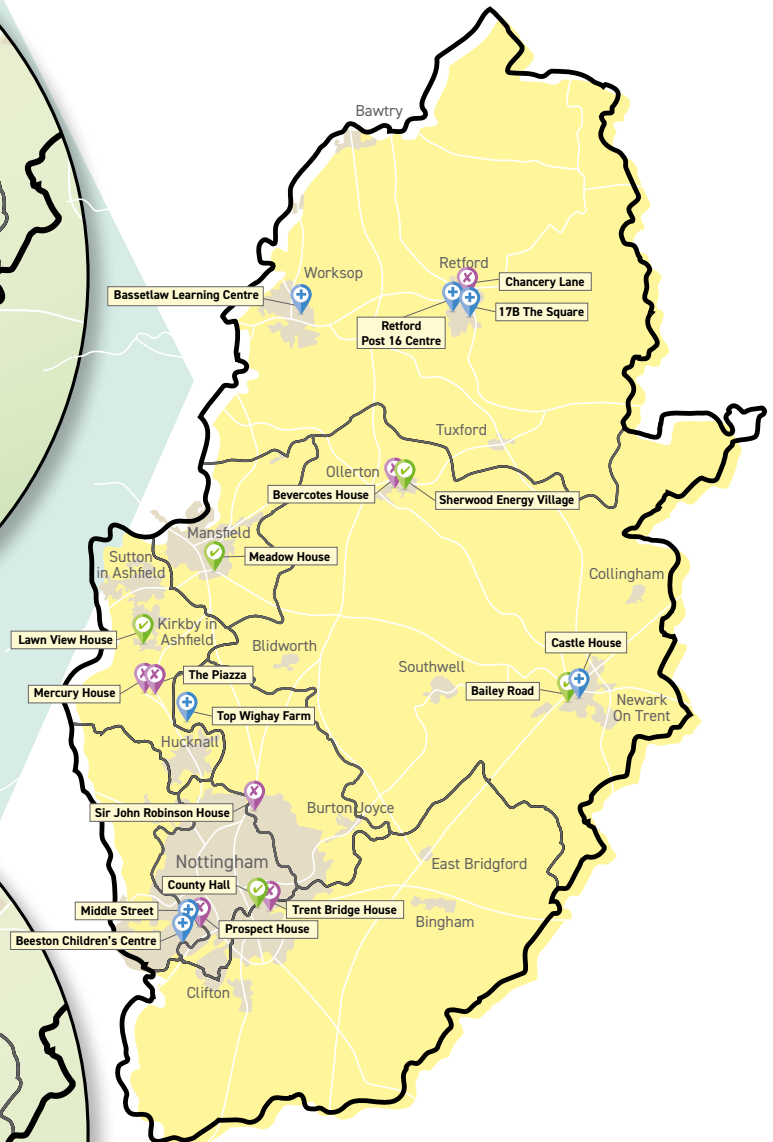 Bawtry
Worksop
Retford
Chancery Lane
Bassetlaw Learning Centre
17B The Square
Retford
Post 16 Centre
Tuxford
Ollerton
Bevercotes House
Sherwood Energy Village
Mansfield
Meadow House
Sutton
in Ashfield
Collingham
Lawn View House
Kirkby in
Ashfield
Blidworth
Castle House
Southwell
The Piazza
Mercury House
Bailey Road
Newark
On Trent
Top Wighay Farm
Hucknall
Sir John Robinson House
Burton Joyce
Nottingham
East Bridgford
County Hall
Middle Street
Trent Bridge House
Prospect House
Bingham
Beeston Children's Centre
Clifton